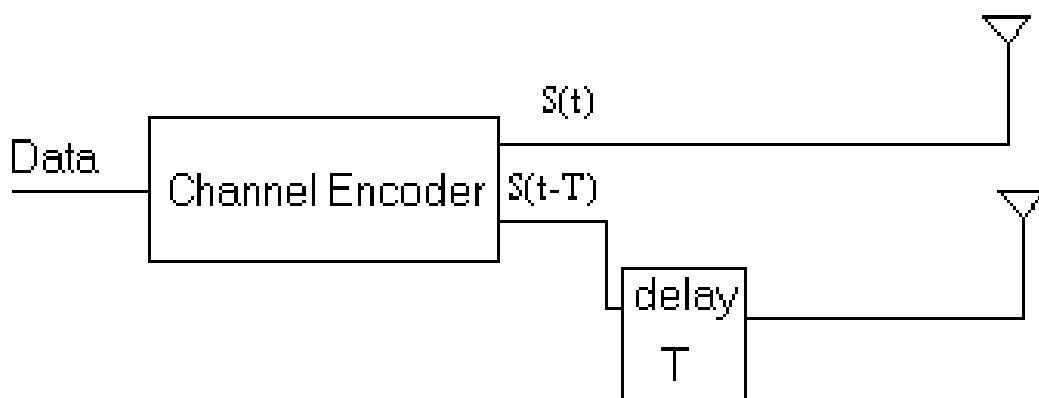 S(t)
Data
Channel Encoder
S(t-T)
delay
T